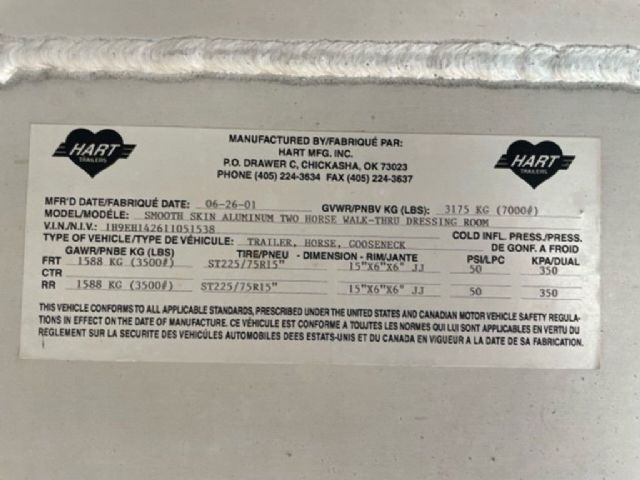 HART
TRAILERS
MANUFACTURED BY/FABRIQUÉ PAR:
HART MFG. INC.
P.O. DRAWER C, CHICKASHA, OK 73023
PHONE (405) 224-3634 FAX (405) 224-3637
HART
TRAILERS
MFR'D DATE/FABRIQUÉ DATE: 06-26-01 GVWR/PNBV KG (LBS): 3175 KG (7000#)
MODEL/MODÉLE: SMOOTH SKIN ALUMINUM TWO HORSE WALK-THRU DRESSING ROOM
V.I.N./N.I.V.: 1H9EH142611051538 COLD INFL. PRESS./PRESS.
TYPE OF VEHICLE/TYPE DE VÉHICULE: TRAILER, HORSE, GOOSENECK DE GONF. A FROID
GAWR/PNBE KG (LBS) TIRE/PNEU - DIMENSION - RIM/JANTE PSI/LPC KPA/DUAL
FRT 1588 KG (3500#) ST225/75R15" 15"X6"X6" JJ 50 350
CTR
RR 1588 KG (3500#) ST225/75R15" 15"X6"X6" JJ 50 350
THIS VEHICLE CONFORMS TO ALL APPLICABLE STANDARDS, PRESCRIBED UNDER THE UNITED STATES AND CANADIAN MOTOR VEHICLE SAFETY REGULA-
TIONS IN EFFECT ON THE DATE OF MANUFACTURE. CE VÉHICULE EST CONFORME A TOUITES LES NORMES QUI LUI SONT APPLICABLES EN VERTU DU
REGLEMENT SUR LA SECURITE DES VEHICÚLES AUTOMOBILES DEES ESTATS-UNIS ET DU CANADA EN VIGUEUR A LA DATE DE SA FABRICATION.